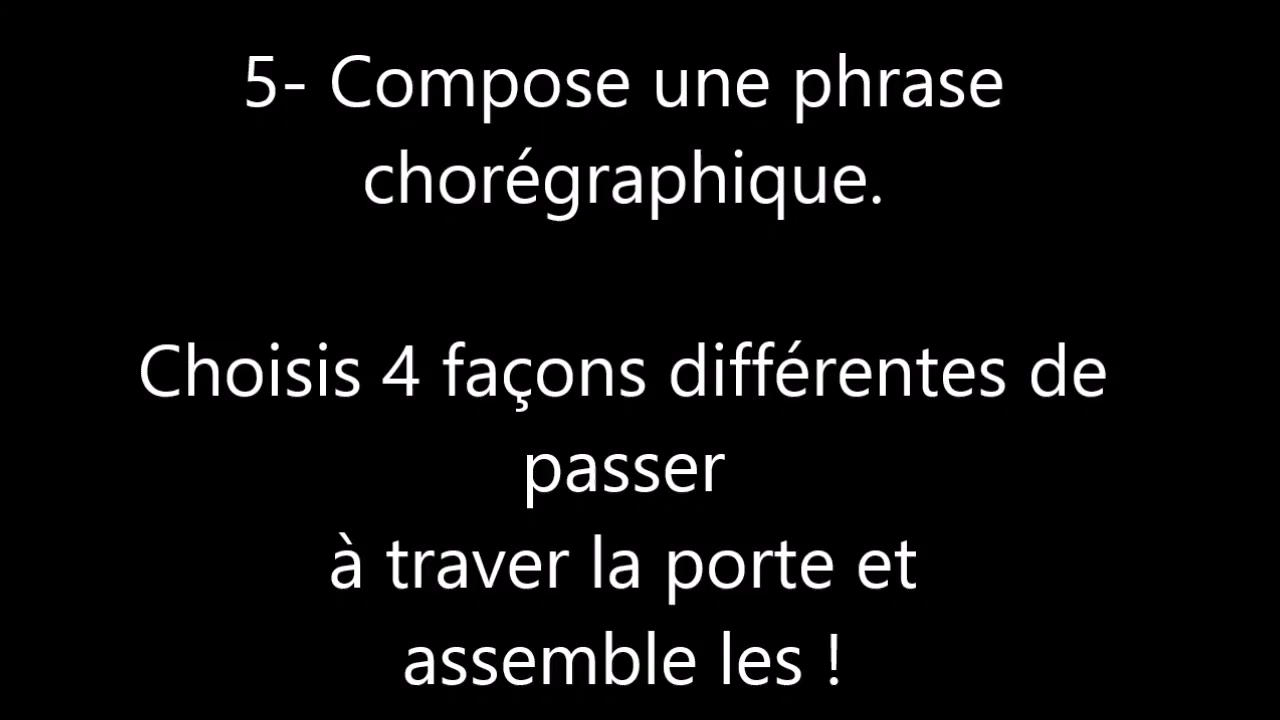 5- Compose une phrase
chorégraphique.
Choisis 4 façons différentes de
passer
à traver la porte et
assemble les !